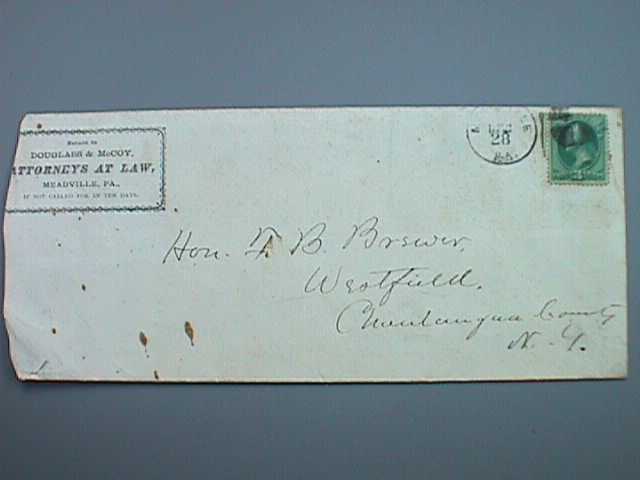 Return to
DOUGLASS & McCOY,
ATTORNEYS AT LAW,
MEADVILLE, PA.,
IF NOT CALLED FOR IN TEN DAYS.
28
PA.
Hon. F. B. Brewer,
Westfield,
Chautauqua County
N. Y.